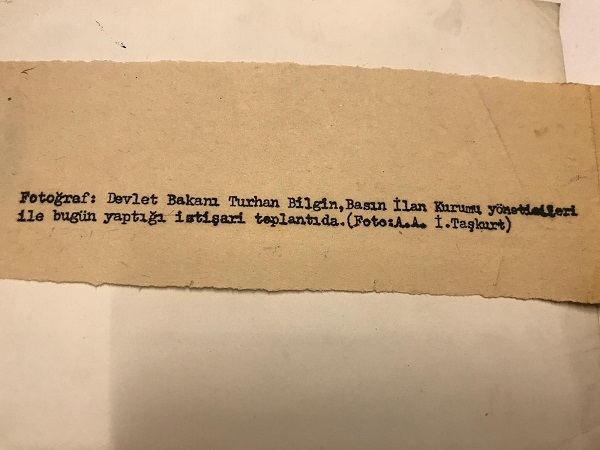 Fotoğraf: Devlet Bakanı Turhan Bilgin,Basın İlan Kurumu yöneticileri
ile bugün yaptığı istişari toplantıda.(Foto:A.A. İ.Taşkurt)